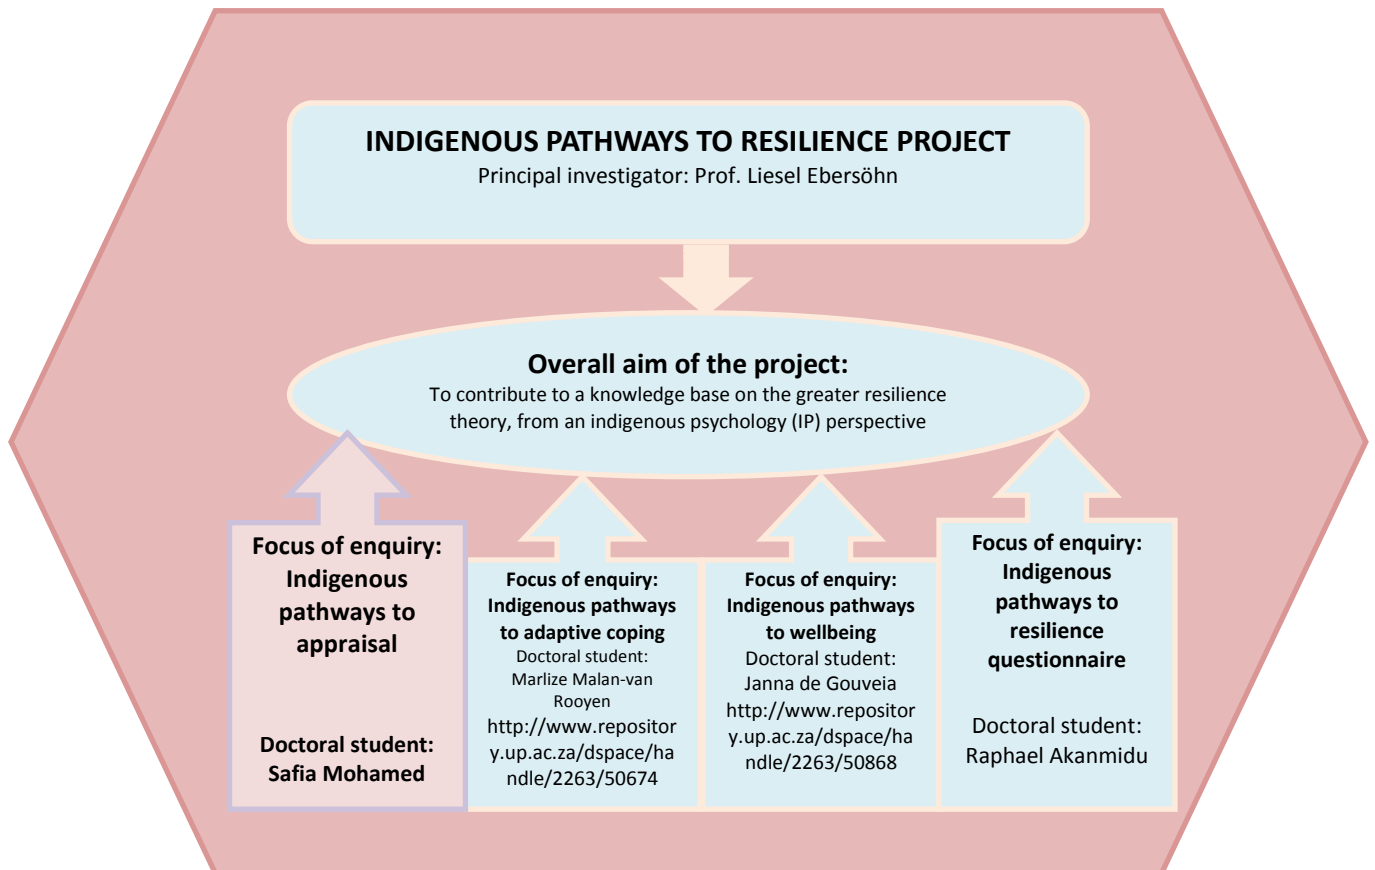 INDIGENOUS PATHWAYS TO RESILIENCE PROJECT
Principal investigator: Prof. Liesel Ebersöhn
Overall aim of the project:
To contribute to a knowledge base on the greater resilience
theory, from an indigenous psychology (IP) perspective
Focus of enquiry:
Indigenous
pathways to
appraisal
Doctoral student:
Safia Mohamed
Focus of enquiry:
Indigenous pathways
to adaptive coping
Doctoral student:
Marlize Malan-van
Rooyen
http://www.repositor
y.up.ac.za/dspace/ha
ndle/2263/50674
Focus of enquiry:
Indigenous pathways
to wellbeing
Doctoral student:
Janna de Gouveia
http://www.repositor
y.up.ac.za/dspace/ha
ndle/2263/50868
Focus of enquiry:
Indigenous
pathways to
resilience
questionnaire
Doctoral student:
Raphael Akanmidu